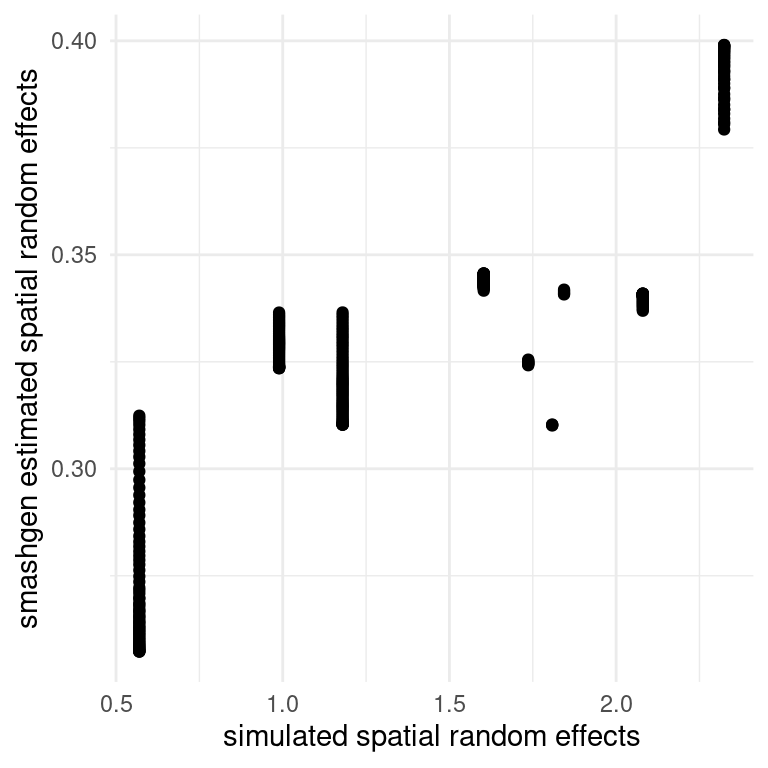 smashgen estimated spatial random effects
0.40
0.35
0.30
0.5 1.0 1.5 2.0
simulated spatial random effects